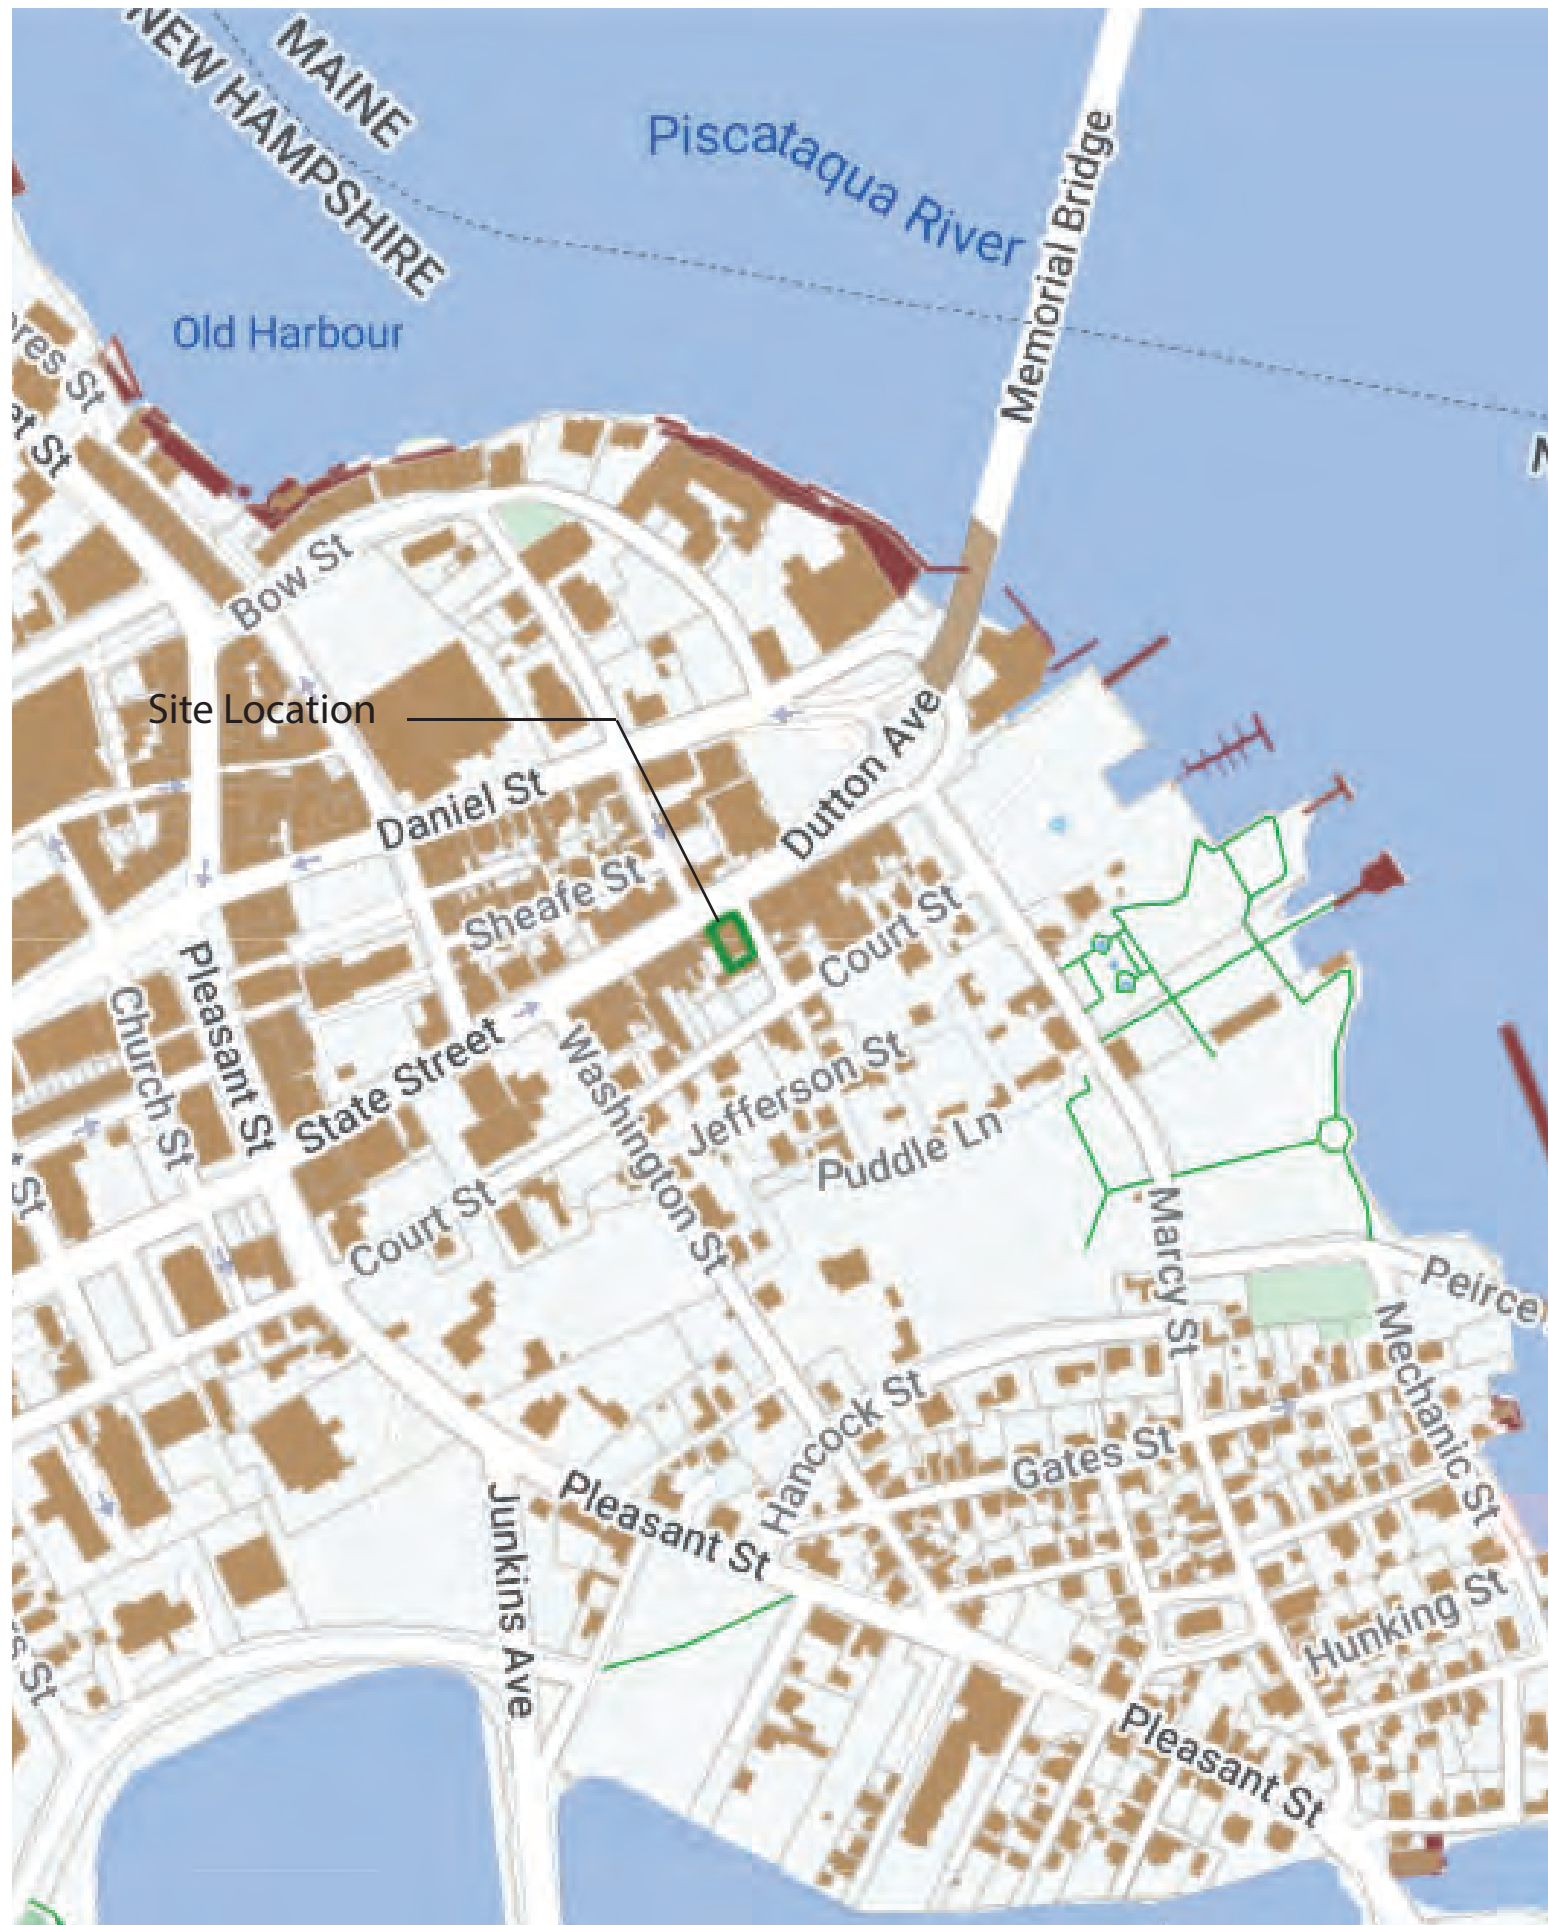 MAINE
NEW HAMPSHIRE
Piscataqua River
Memorial Bridge
Old Harbour
Bow St
Site Location
Dutton Ave
Daniel St
Sheafe St
Court St
Pleasant St
Church St
State Street
Washington St
Jefferson St
Puddle Ln
Court St
Marcy St
Peirce
Mechanic St
Hancock St
Gates St
Pleasant St
Junkins Ave
Hunking St
Pleasant St